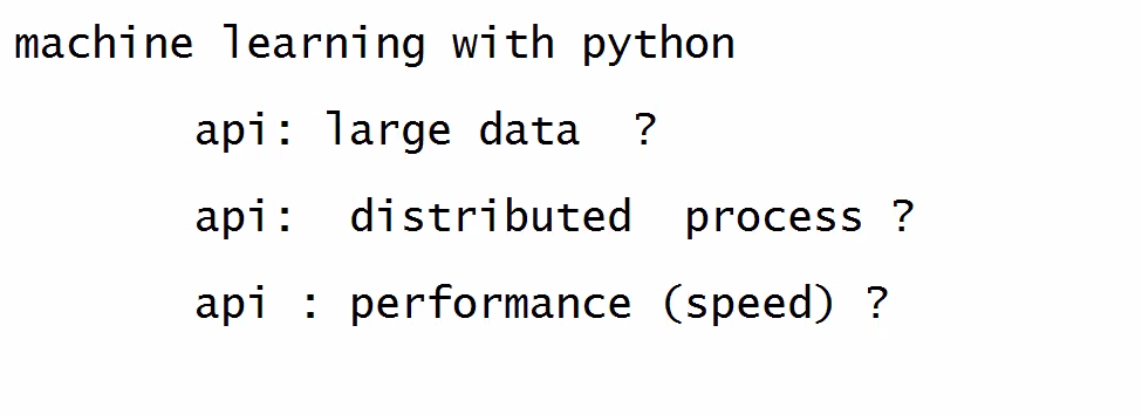 machine learning with python
api: large data ?
api: distributed process ?
api : performance (speed) ?